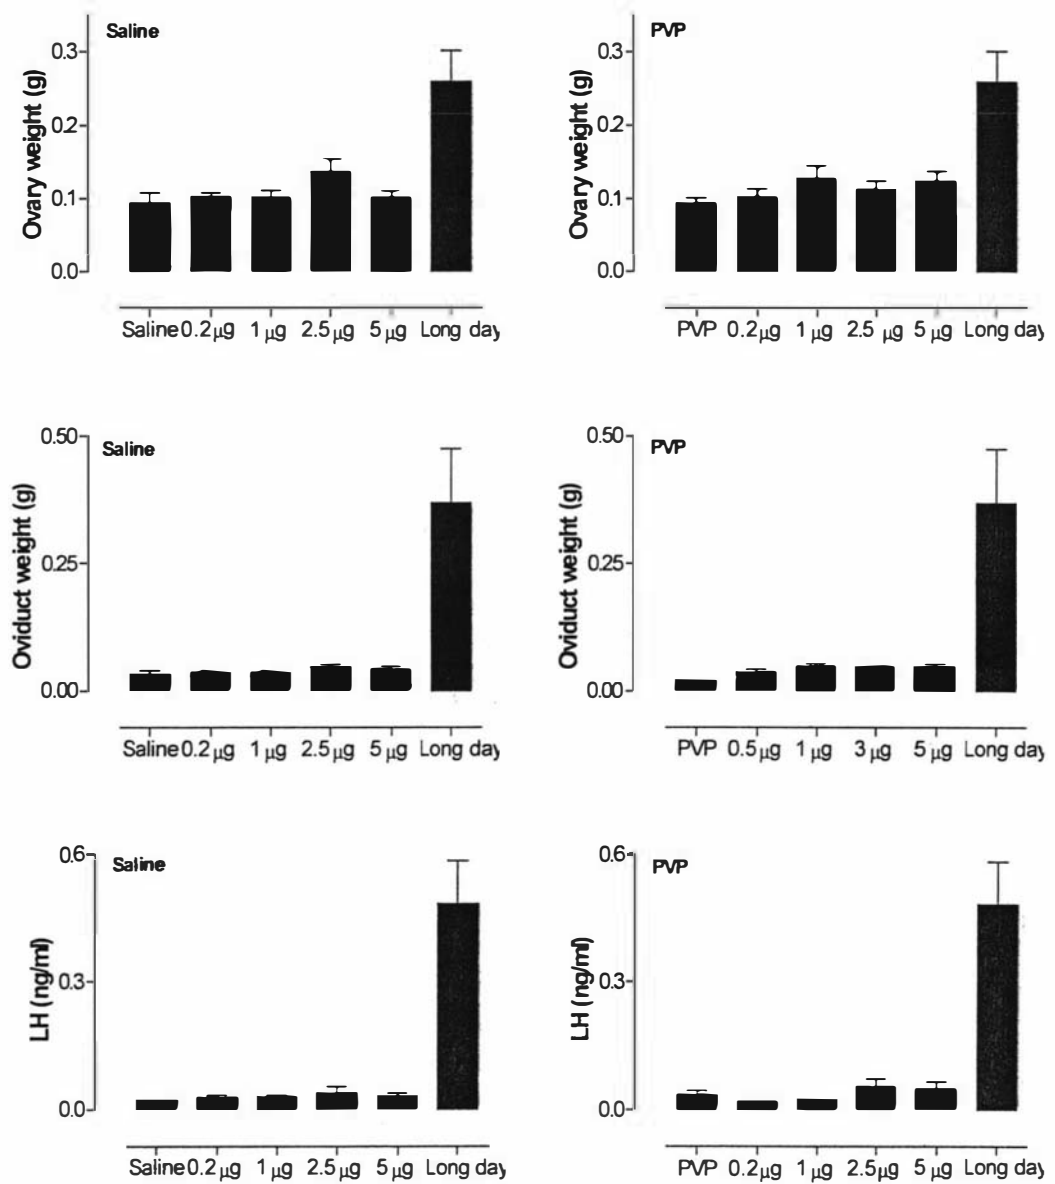 Saline
Ovary weight (g)
0.3
0.2
0.1
0.0
Saline 0.2 µg 1 µg 2.5 µg 5 µg Long day
PVP
Ovary weight (g)
0.3
0.2
0.1
0.0
PVP 0.2 µg 1 µg 2.5 µg 5 µg Long day
Saline
Oviduct weight (g)
0.50
0.25
0.00
Saline 0.2 µg 1 µg 2.5 µg 5 µg Long day
PVP
Oviduct weight (g)
0.50
0.25
0.00
PVP 0.5 µg 1 µg 3 µg 5 µg Long day
Saline
LH (ng/ml)
0.6
0.3
0.0
Saline 0.2 µg 1 µg 2.5 µg 5 µg Long day
PVP
LH (ng/ml)
0.6
0.3
0.0
PVP 0.2 µg 1 µg 2.5 µg 5 µg Long day